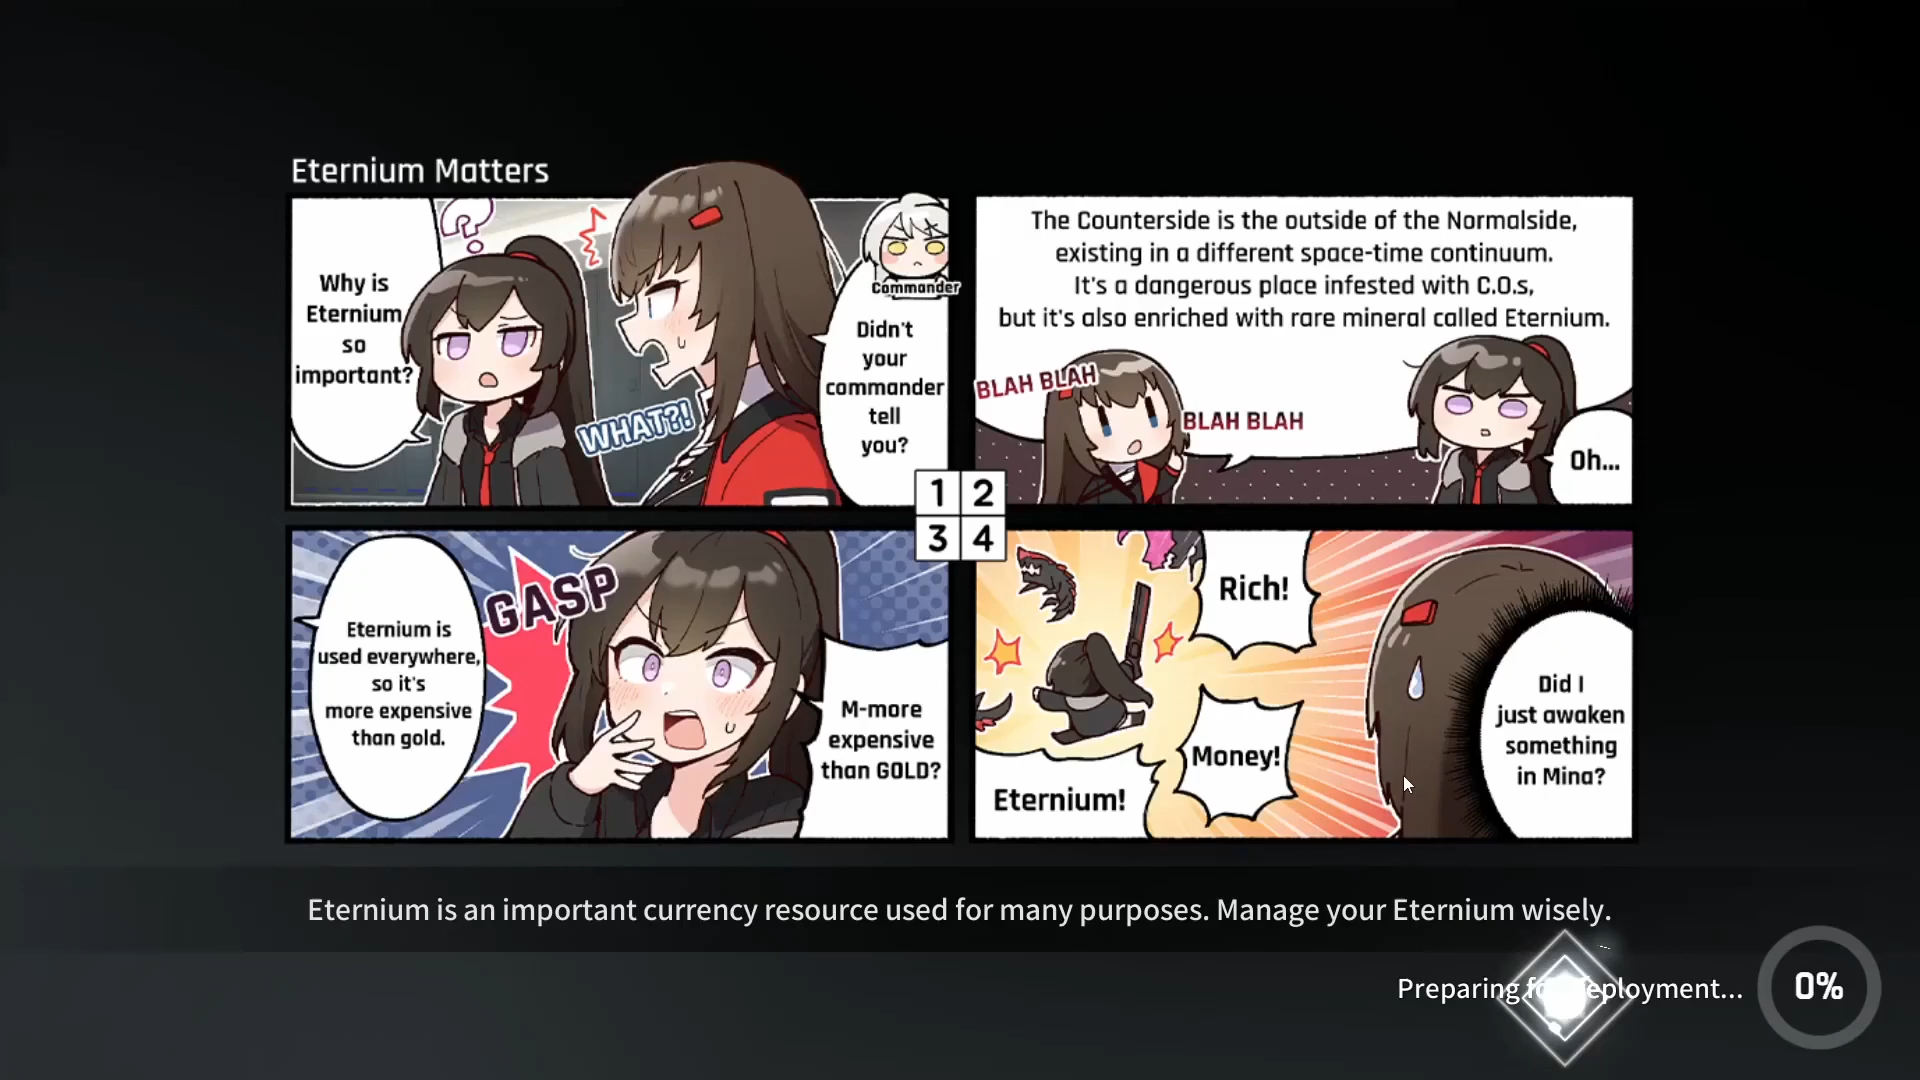 Eternium Matters
Why is
Eternium
so
important?
?
WHAT?!
Commander
Didn't
your
commander
tell
you?
The Counterside is the outside of the Normalside,
existing in a different space-time continuum.
It's a dangerous place infested with C.O.s,
but it's also enriched with rare mineral called Eternium.
BLAH BLAH
BLAH BLAH
Oh...
1 2
3 4
Eternium is
used everywhere,
so it's
more expensive
than gold.
GASP
M-more
expensive
than GOLD?
Rich!
Money!
Eternium!
Did I
just awaken
something
in Mina?
Eternium is an important currency resource used for many purposes. Manage your Eternium wisely.
Preparing for deployment...
0%